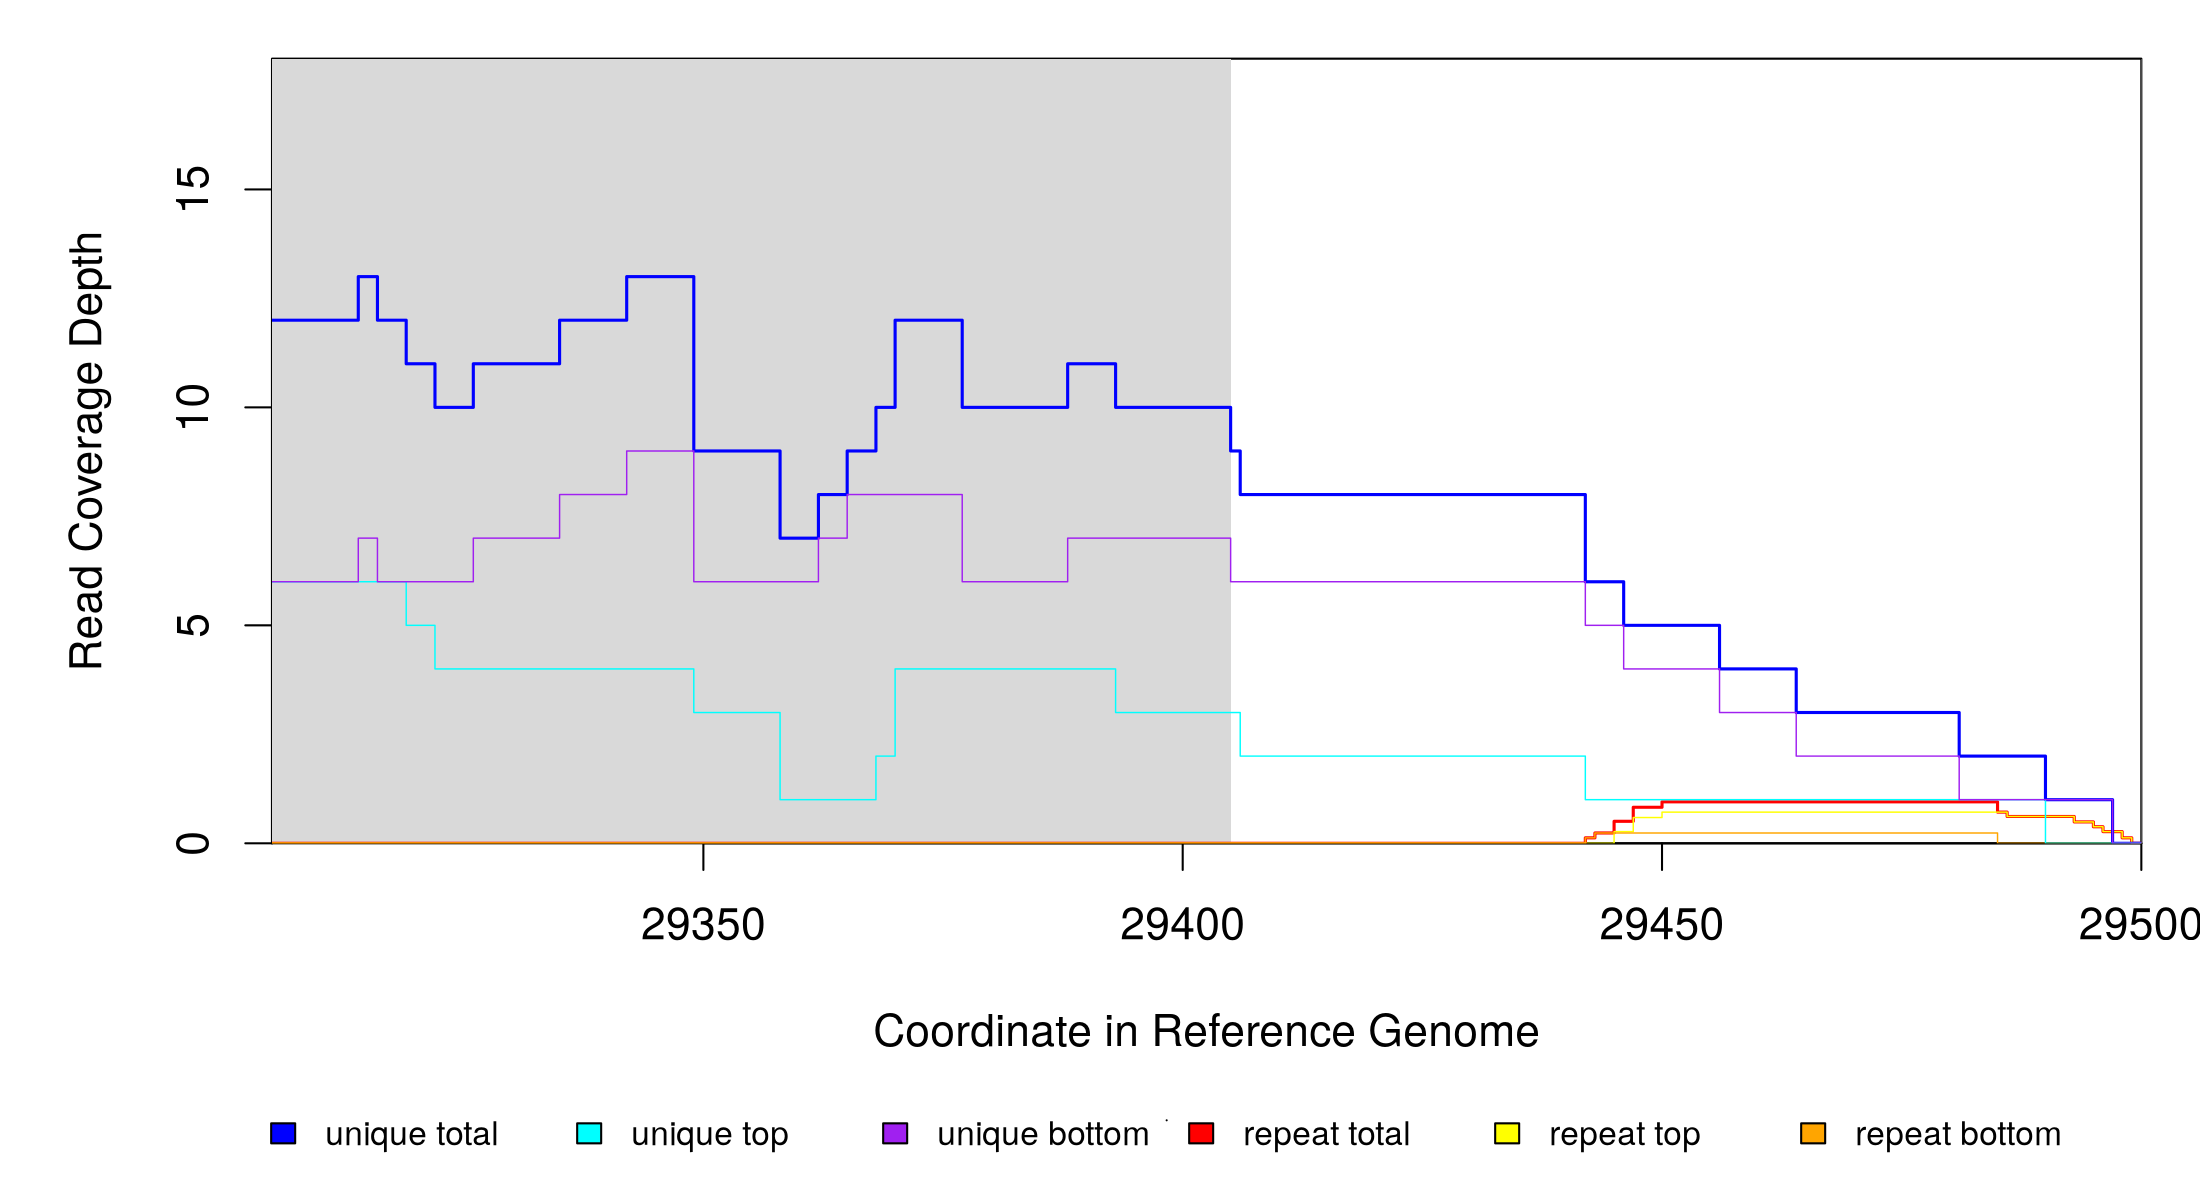 Read Coverage Depth
15
10
5
0
29350 29400 29450 29500
Coordinate in Reference Genome
unique total unique top unique bottom repeat total repeat top repeat bottom